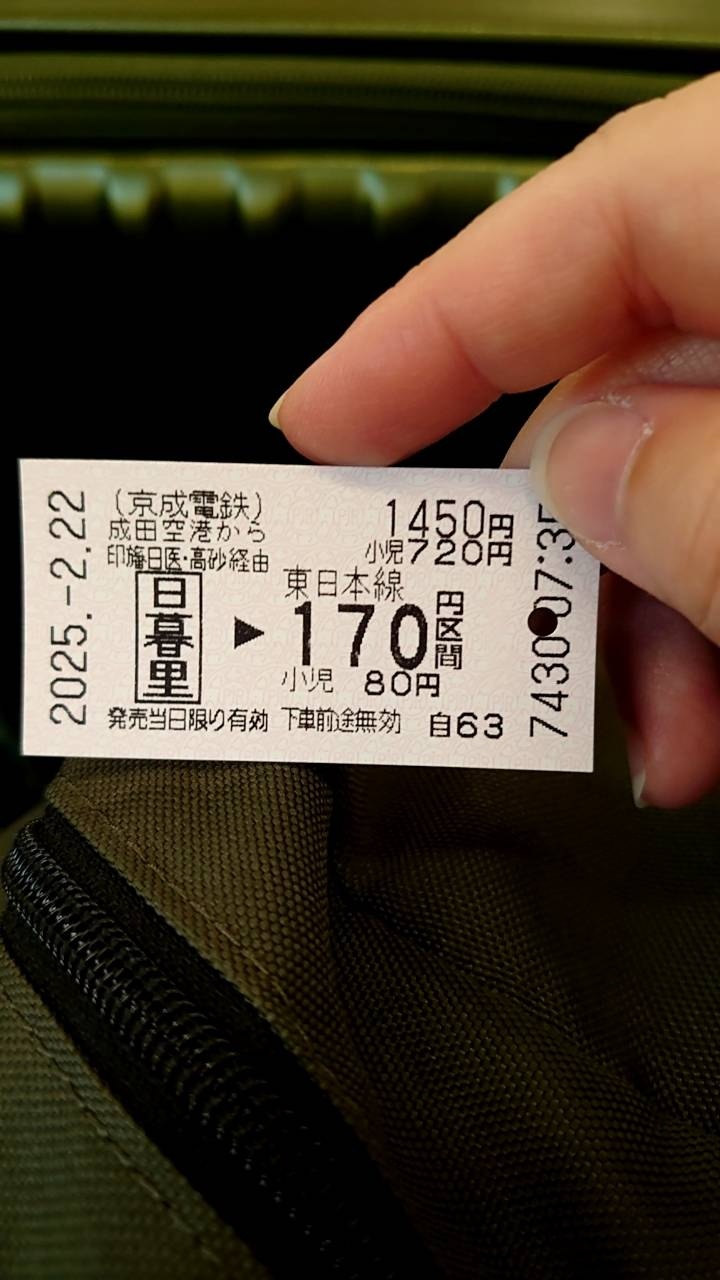 2025.-2.22
(京成電鉄)
成田空港から
印旛日医・高砂経由
1450円
小児720円
日暮里
▶
東日本線
170円区間
小児 80円
発売当日限り有効 下車前途無効 自63
7430 07:35